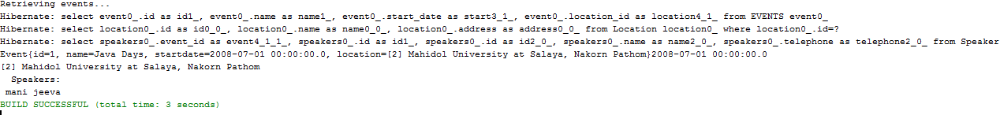 Retrieving events...
Hibernate: select event0_.id as id1_, event0_.name as name1_, event0_.start_date as start3_1_, event0_.location_id as location4_1_ from EVENTS event0_
Hibernate: select location0_.id as id0_0_, location0_.name as name0_0_, location0_.address as address0_0_ from Location location0_ where location0_.id=?
Hibernate: select speakers0_.event_id as event4_1_1_, speakers0_.id as id1_, speakers0_.id as id2_0_, speakers0_.name as name2_0_, speakers0_.telephone as telephone2_0_ from Speaker
Event{id=1, name=Java Days, startdate=2008-07-01 00:00:00.0, location=[2] Mahidol University at Salaya, Nakorn Pathom}2008-07-01 00:00:00.0
[2] Mahidol University at Salaya, Nakorn Pathom
Speakers:
mani jeeva
BUILD SUCCESSFUL (total time: 3 seconds)